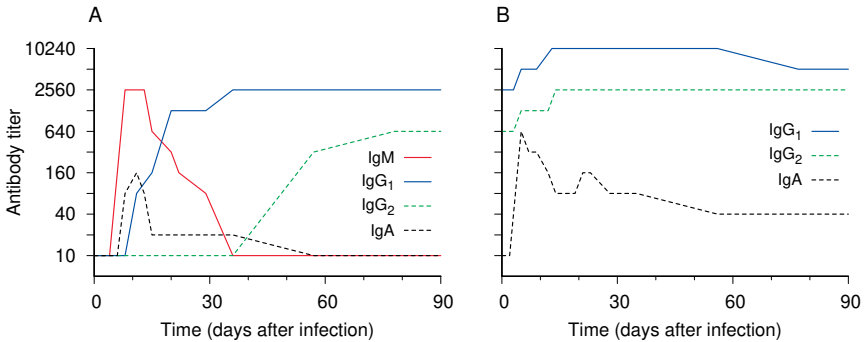 A
B
Antibody titer
10240
2560
640
160
40
10
IgM
IgG1
IgG2
IgA
IgG1
IgG2
IgA
0
30
60
90
0
30
60
90
Time (days after infection)
Time (days after infection)